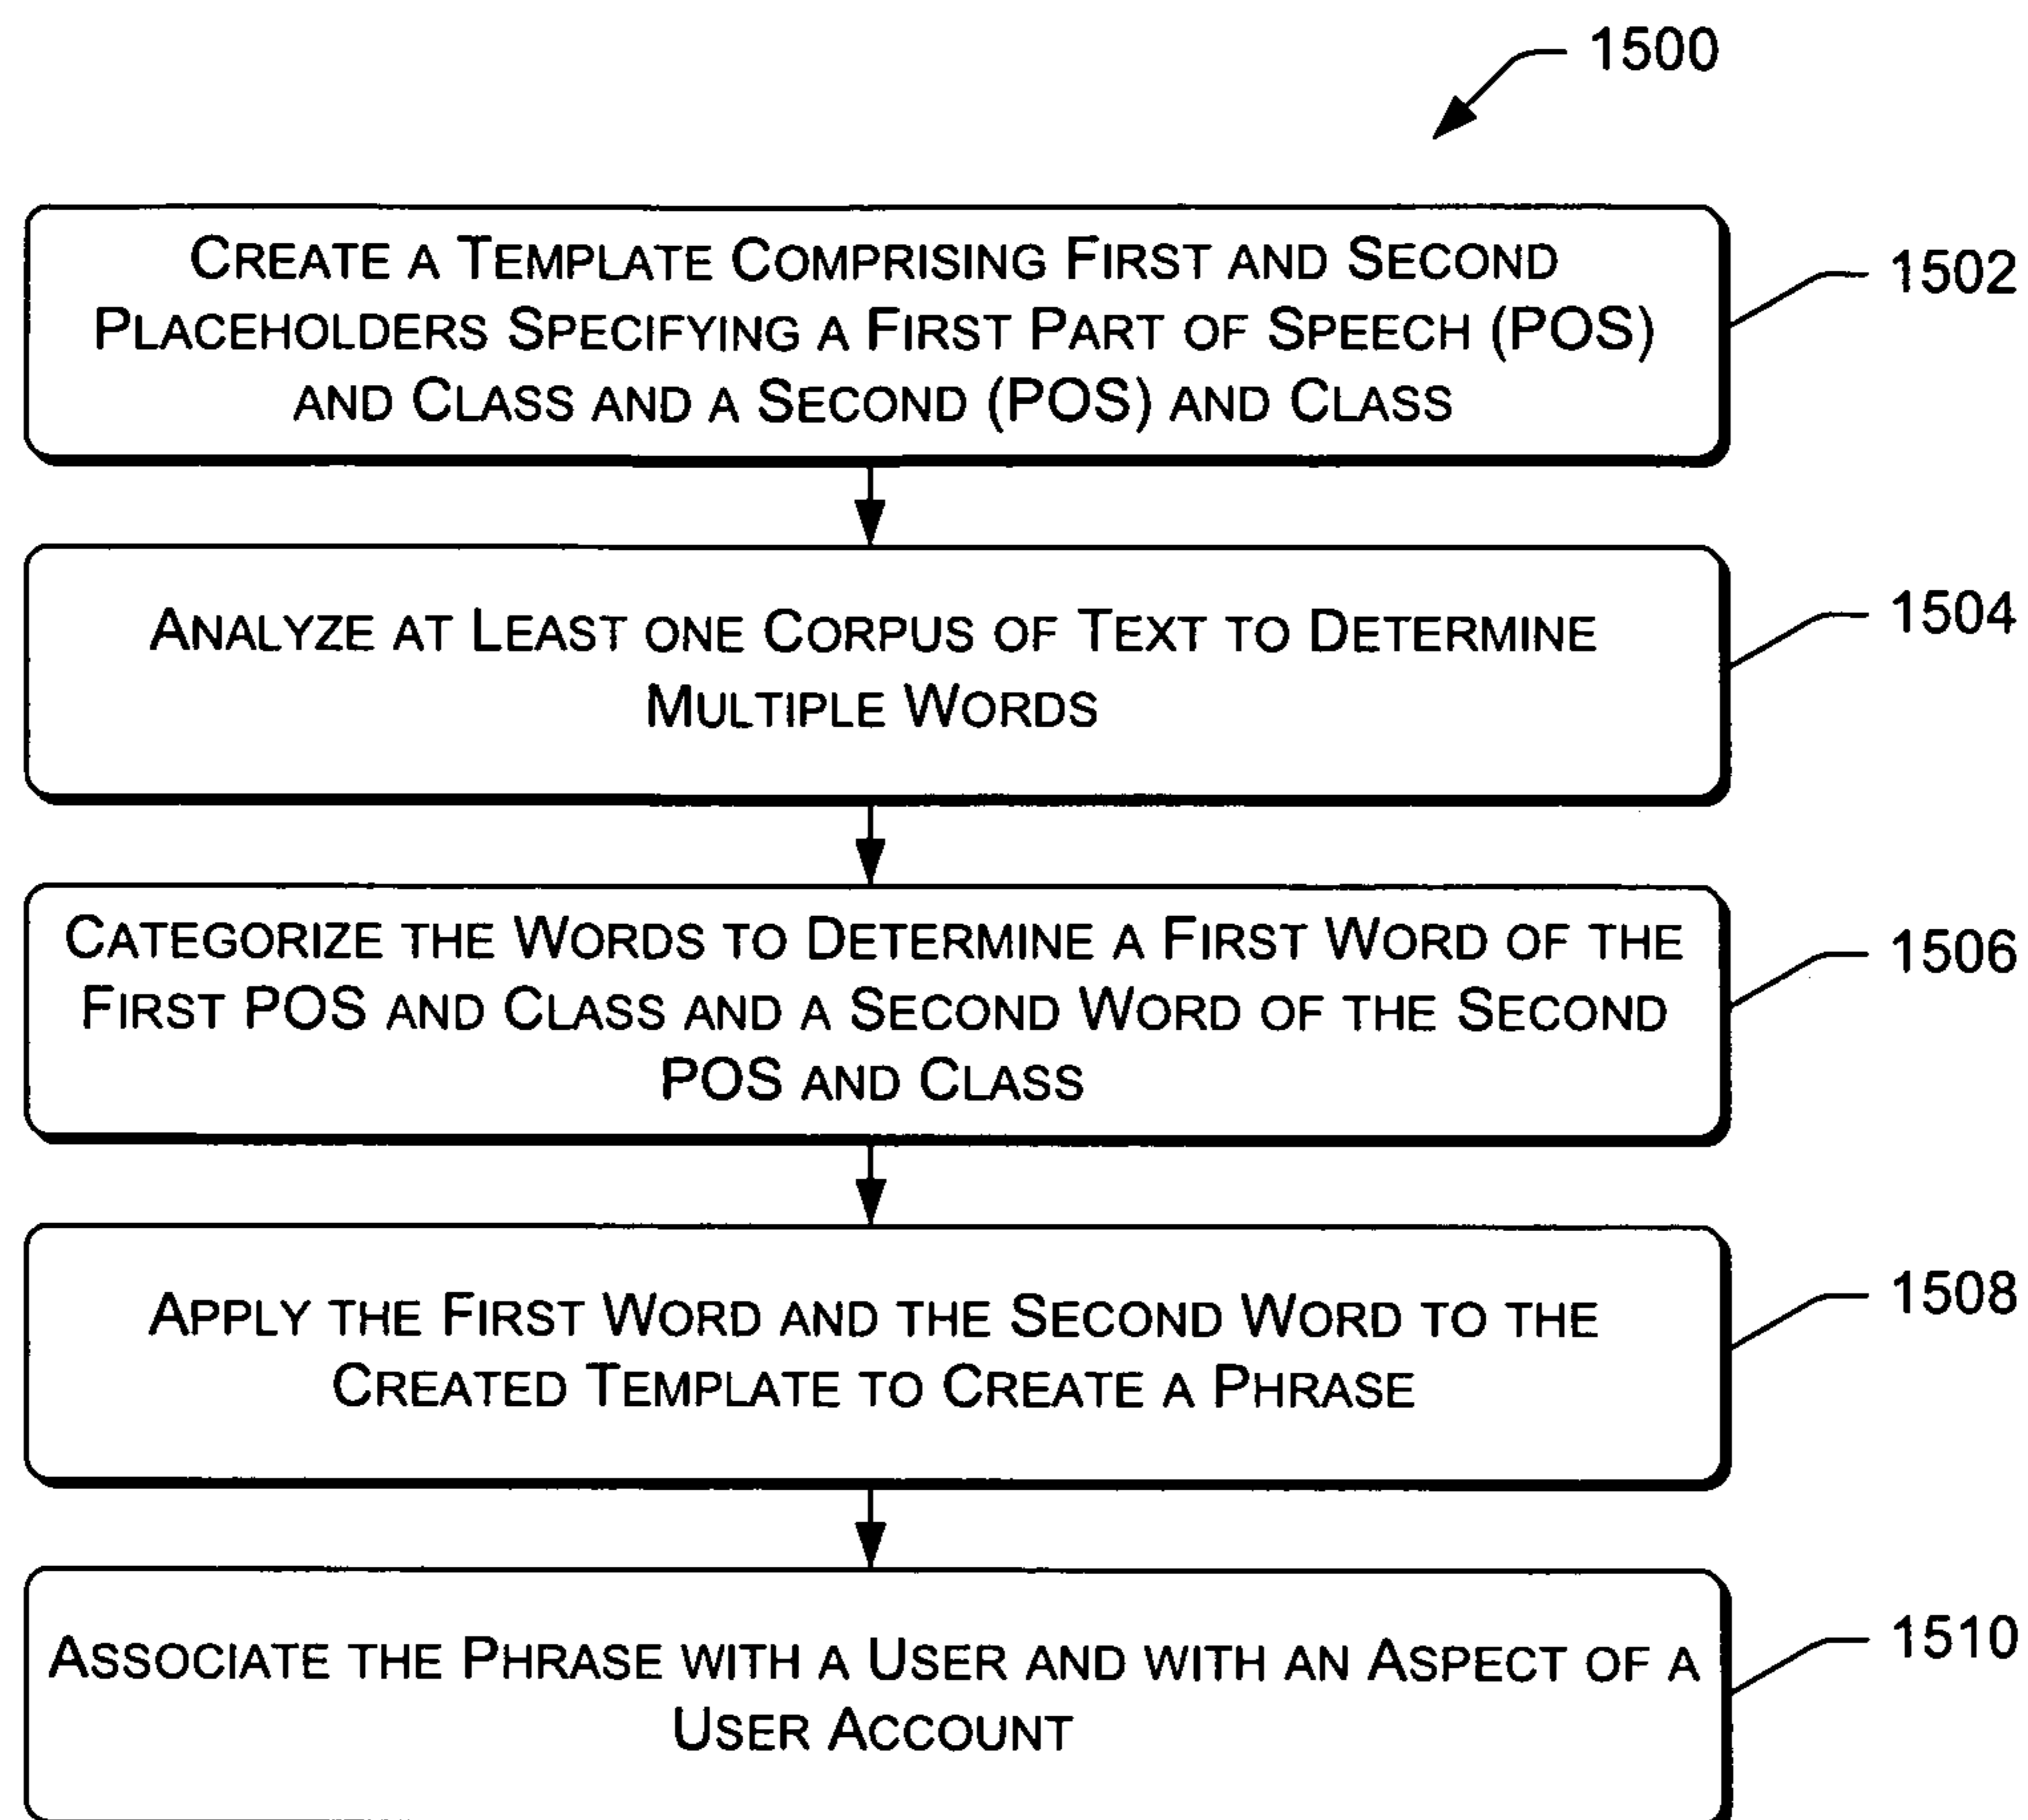 1500
CREATE A TEMPLATE COMPRISING FIRST AND SECOND
PLACEHOLDERS SPECIFYING A FIRST PART OF SPEECH (POS)
AND CLASS AND A SECOND (POS) AND CLASS
1502
ANALYZE AT LEAST ONE CORPUS OF TEXT TO DETERMINE
MULTIPLE WORDS
1504
CATEGORIZE THE WORDS TO DETERMINE A FIRST WORD OF THE
FIRST POS AND CLASS AND A SECOND WORD OF THE SECOND
POS AND CLASS
1506
APPLY THE FIRST WORD AND THE SECOND WORD TO THE
CREATED TEMPLATE TO CREATE A PHRASE
1508
ASSOCIATE THE PHRASE WITH A USER AND WITH AN ASPECT OF A
USER ACCOUNT
1510